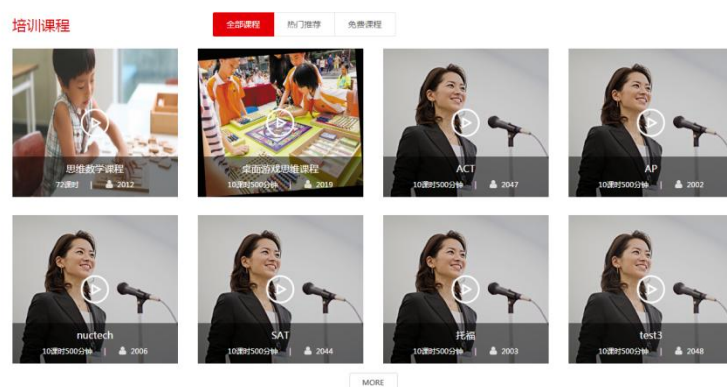 培训课程
全部课程 热门推荐 免费课程
思维数学课程
72课时 | 2012
桌面游戏思维课程
10课时500分钟 | 2019
ACT
10课时500分钟 | 2047
AP
10课时500分钟 | 2002
nuctech
10课时500分钟 | 2006
SAT
10课时500分钟 | 2044
托福
10课时500分钟 | 2003
test3
10课时500分钟 | 2048
MORE